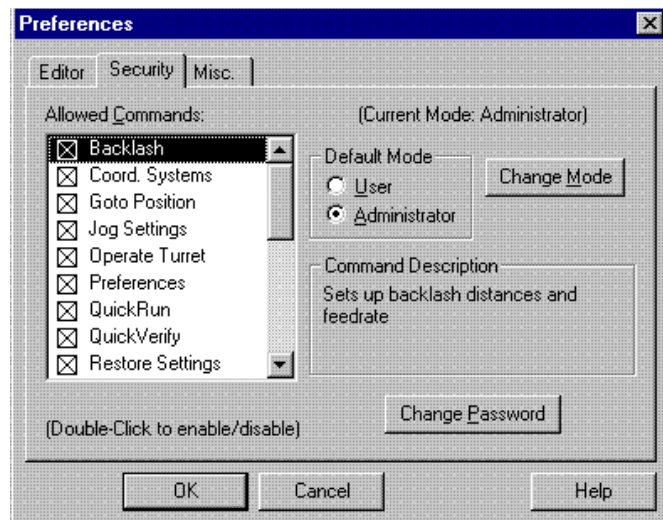 Preferences
Editor Security Misc.
Allowed Commands:
(Current Mode: Administrator)
Backlash
Coord. Systems
Goto Position
Jog Settings
Operate Turret
Preferences
QuickRun
QuickVerify
Restore Settings
(Double-Click to enable/disable)
Default Mode
User
Administrator
Change Mode
Command Description
Sets up backlash distances and
feedrate
Change Password
OK Cancel Help